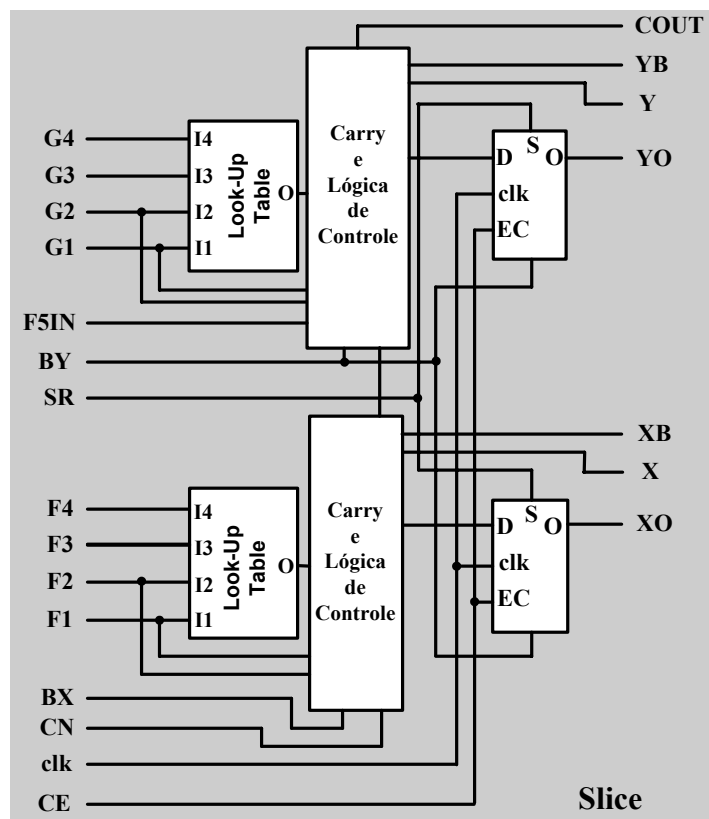 COUT
YB
Y
G4
G3
G2
G1
I4
I3
I2
I1
Look-Up
Table
O
Carry
e
Lógica
de
Controle
S
D
O
clk
EC
YO
F5IN
BY
SR
XB
X
F4
F3
F2
F1
I4
I3
I2
I1
Look-Up
Table
O
Carry
e
Lógica
de
Controle
S
D
O
clk
EC
XO
BX
CN
clk
CE
Slice